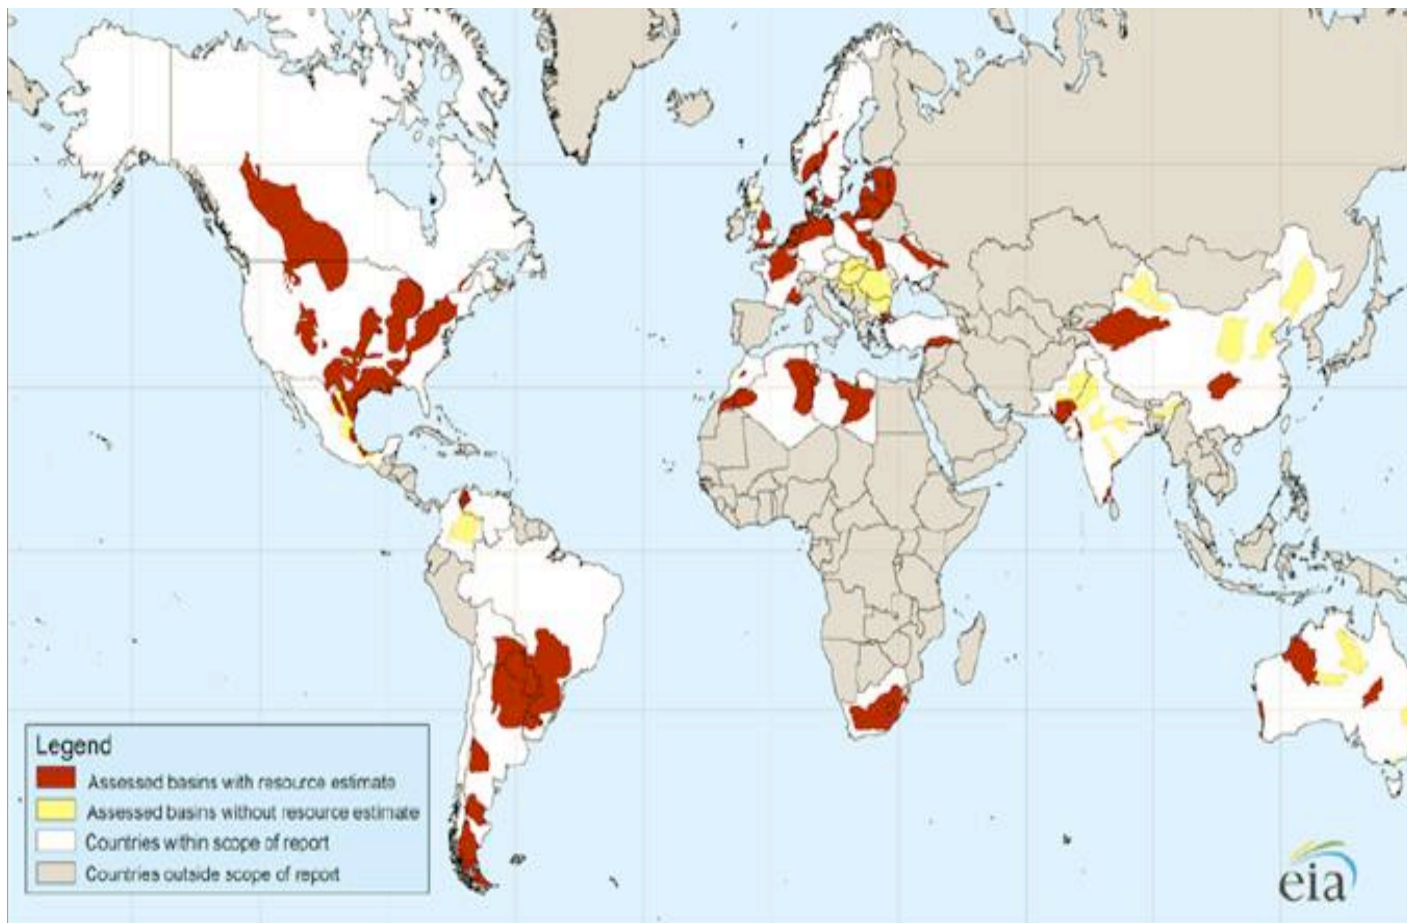 Legend
Assessed basins with resource estimate
Assessed basins without resource estimate
Countries within scope of report
Countries outside scope of report
eia